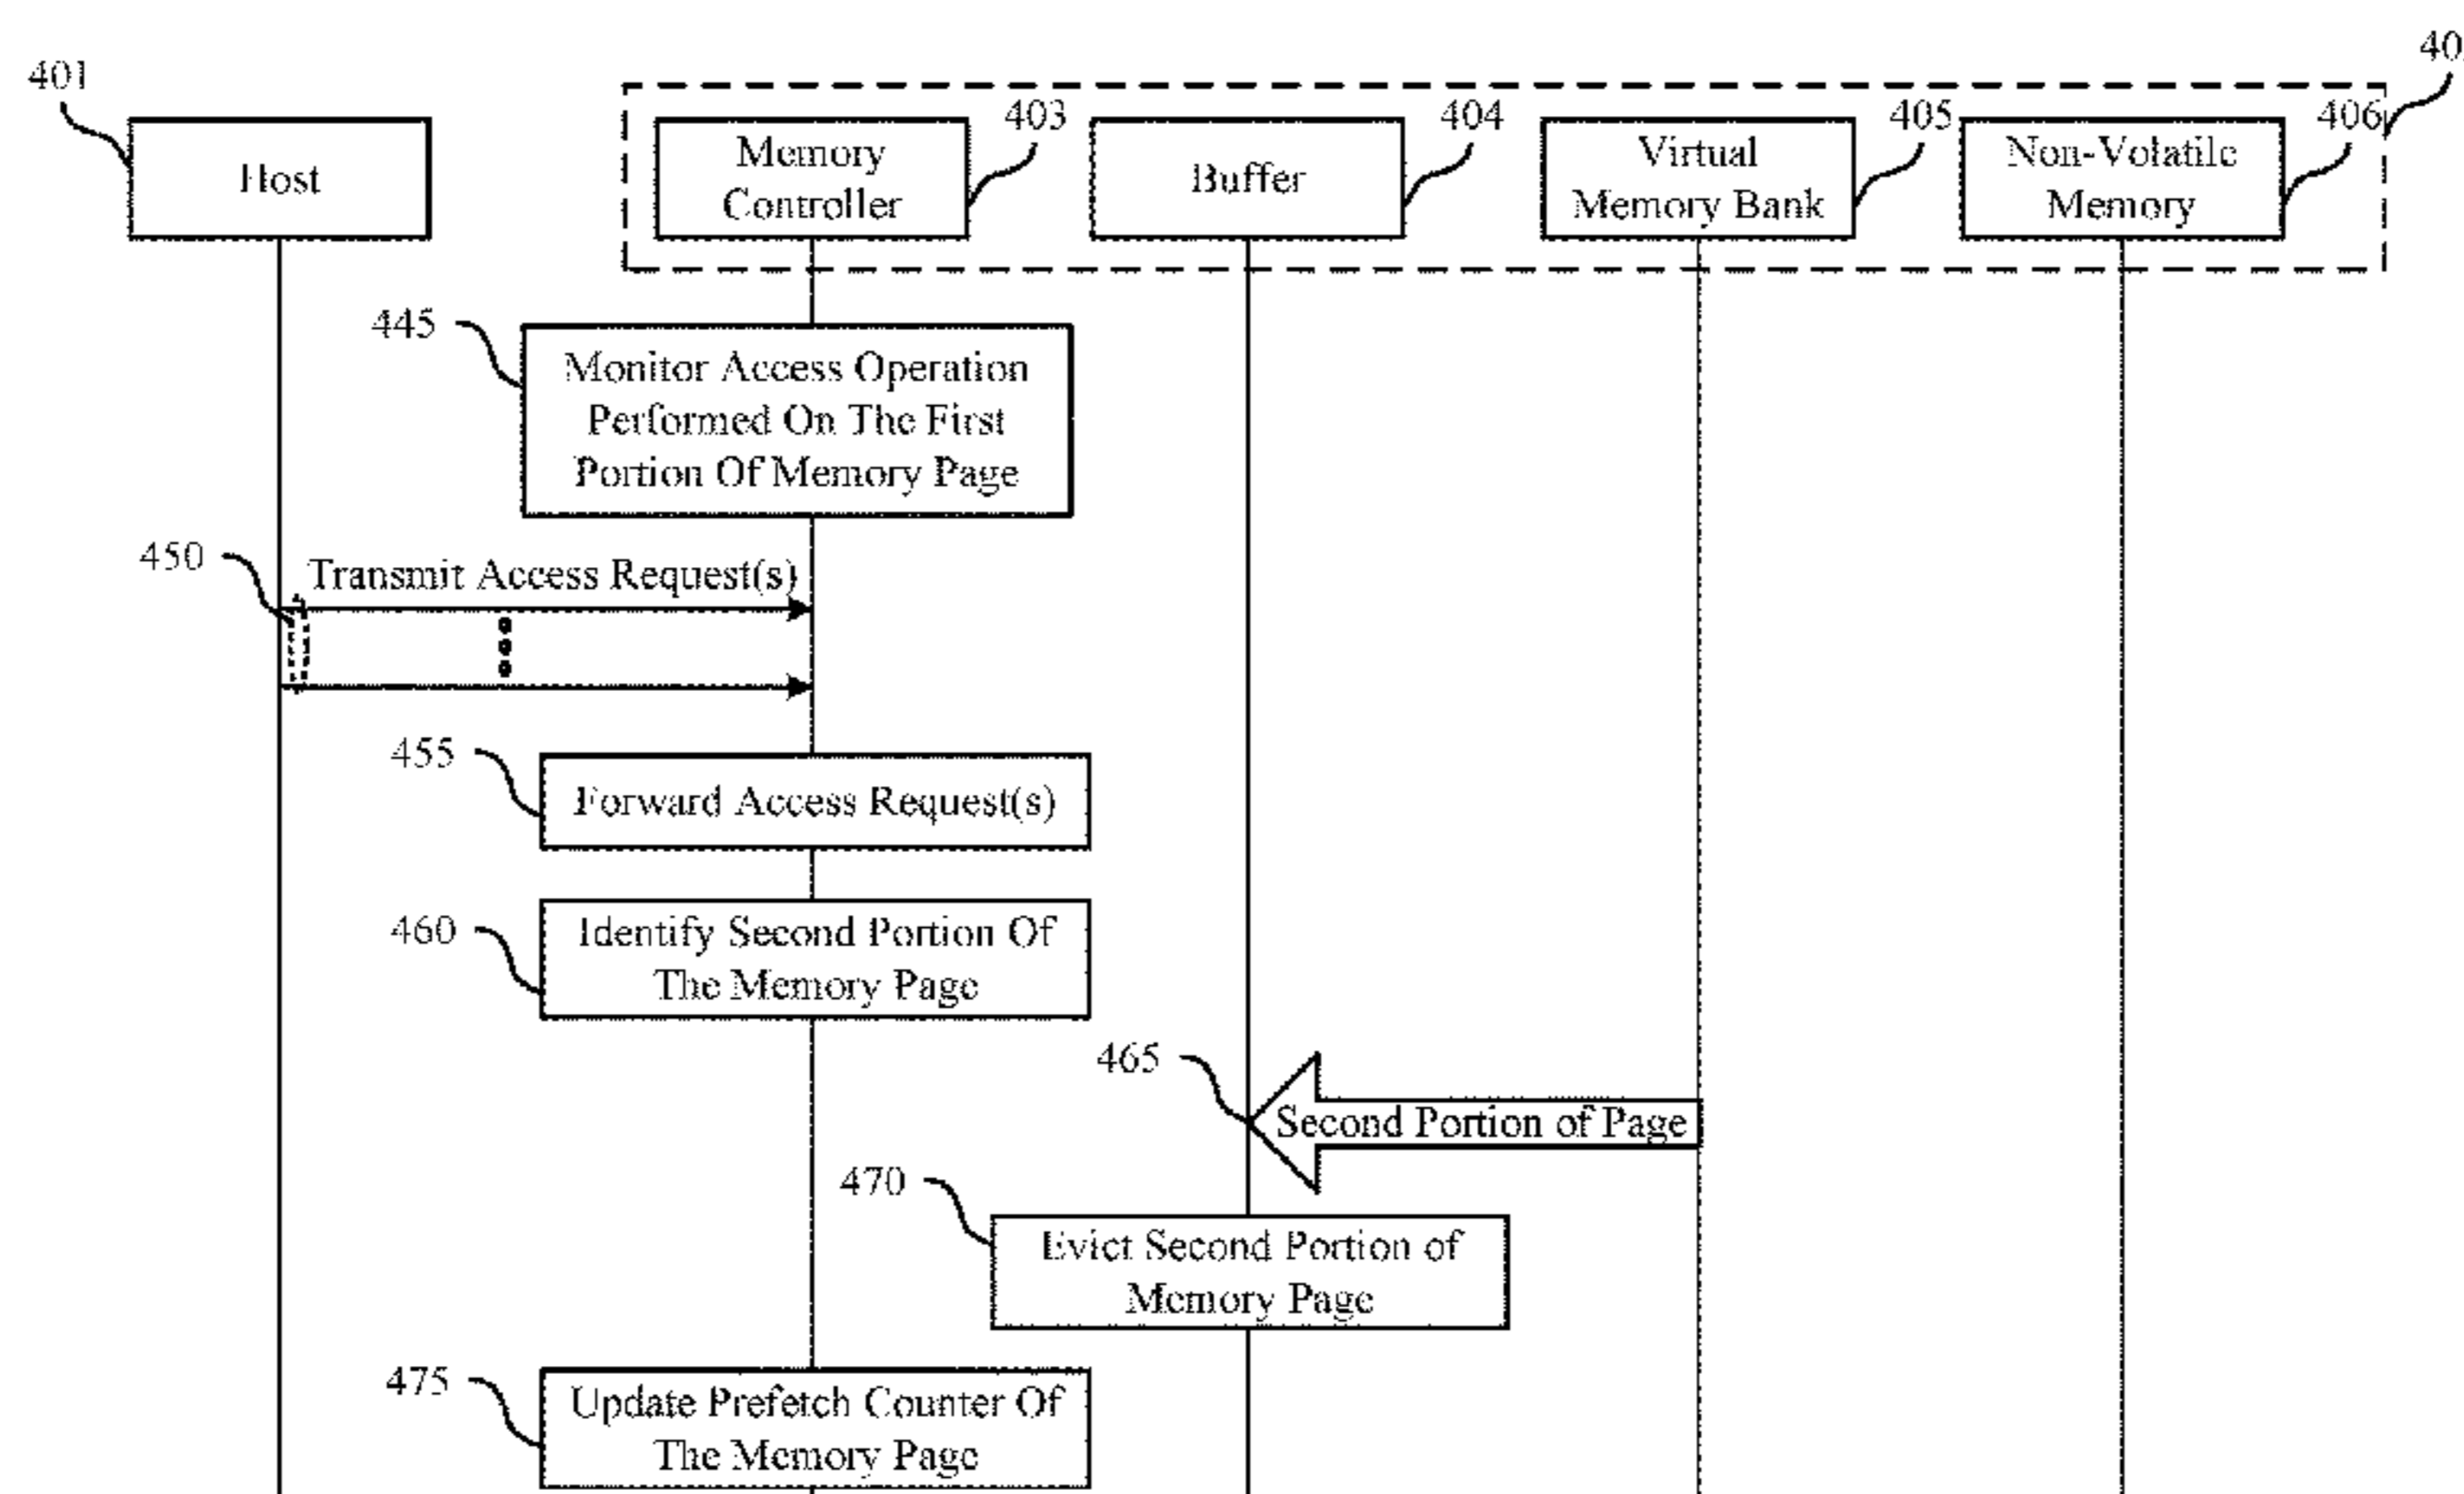 401
40
Host
Memory
Controller
403
Buffer
404
Virtual
Memory Bank
405
Non-Volatile
Memory
406
445
Monitor Access Operation
Performed On The First
Portion Of Memory Page
450
Transmit Access Request(s)
455
Forward Access Request(s)
460
Identify Second Portion Of
The Memory Page
465
Second Portion of Page
470
Evict Second Portion of
Memory Page
475
Update Prefetch Counter Of
The Memory Page